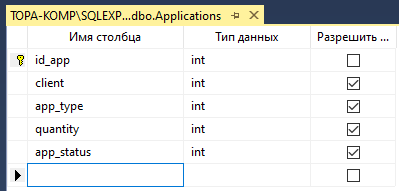 TOPA-KOMP\SQLEXP...dbo.Applications
Имя столбца Тип данных Разрешить ...
id_app int
client int
app_type int
quantity int
app_status int